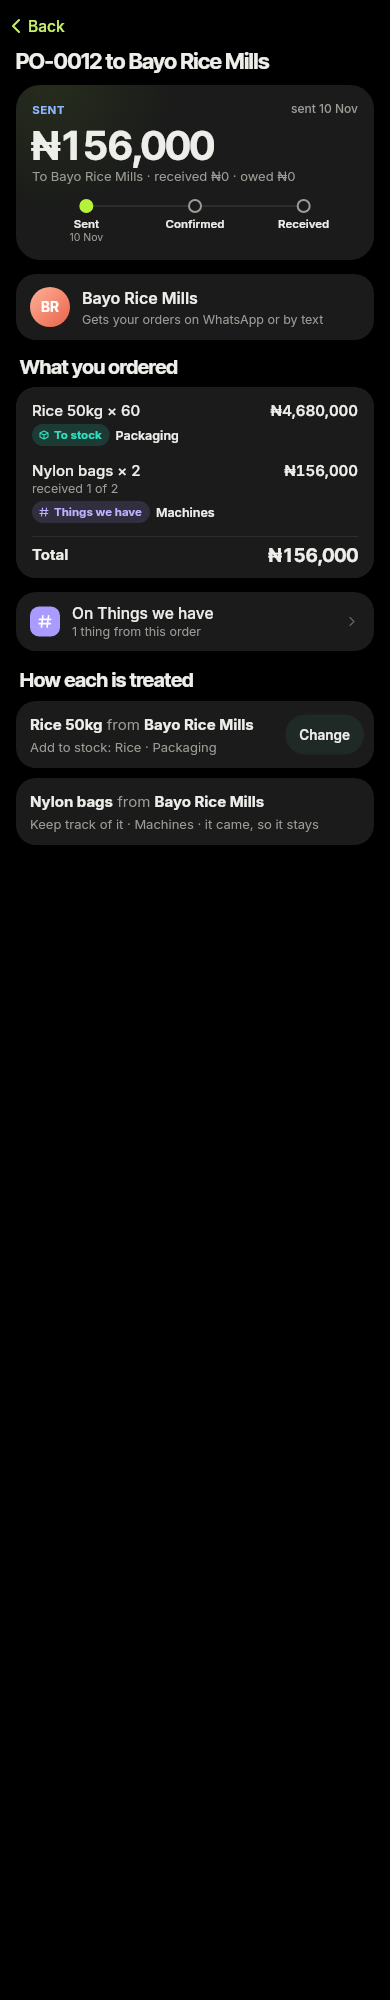 Back
PO-0012 to Bayo Rice Mills
SENT
sent 10 Nov
₦156,000
To Bayo Rice Mills · received ₦0 · owed ₦0
Sent
Confirmed
Received
10 Nov
BR
Bayo Rice Mills
Gets your orders on WhatsApp or by text
What you ordered
Rice 50kg × 60
₦4,680,000
To stock
Packaging
Nylon bags × 2
₦156,000
received 1 of 2
Things we have
Machines
Total
₦156,000
On Things we have
1 thing from this order
How each is treated
Rice 50kg from Bayo Rice Mills
Add to stock: Rice · Packaging
Change
Nylon bags from Bayo Rice Mills
Keep track of it · Machines · it came, so it stays